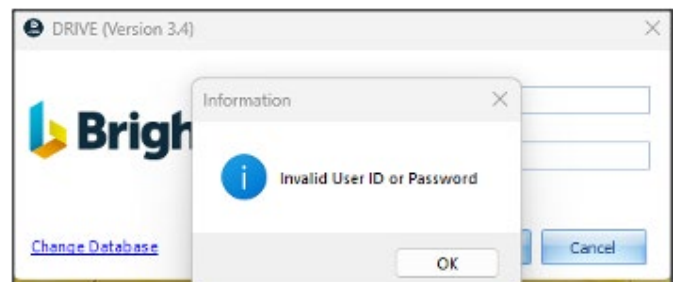 DRIVE (Version 3.4)
Information
Brigh
Invalid User ID or Password
Change Database
OK
Cancel